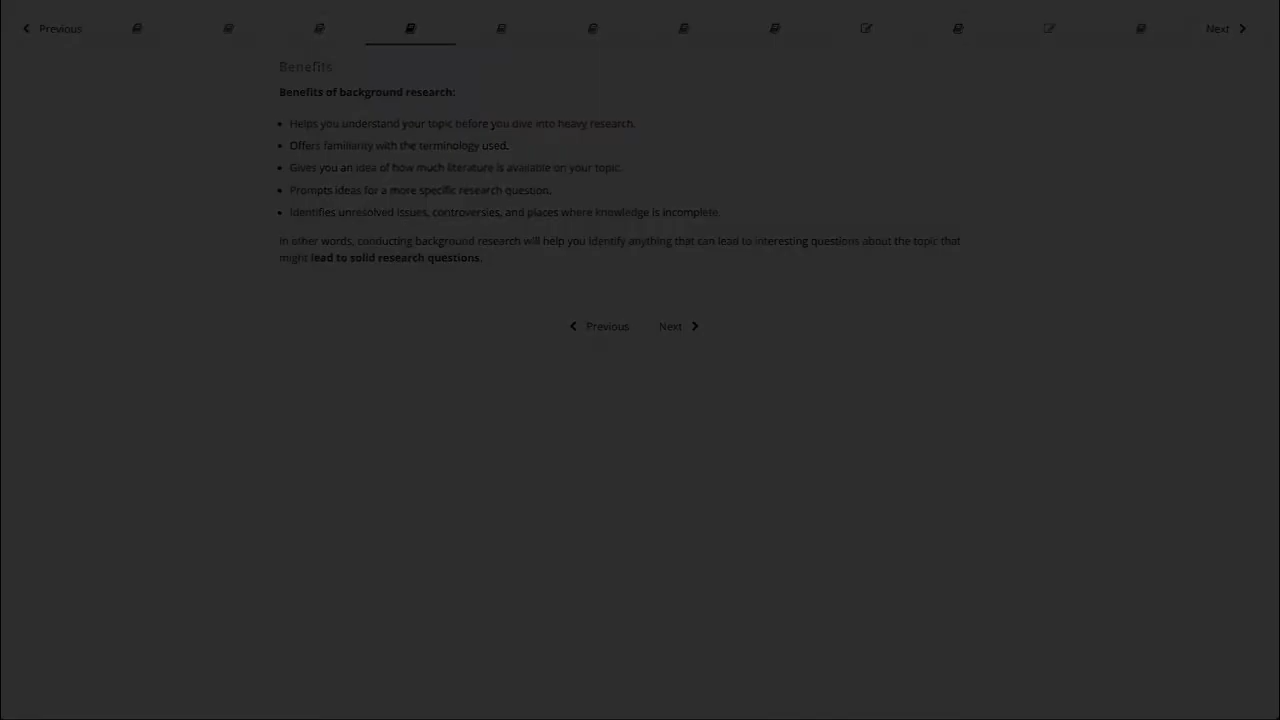 Previous
Next
Benefits
Benefits of background research:
• Helps you understand your topic before you dive into heavy research.
• Offers familiarity with the terminology used.
• Gives you an idea of how much literature is available on your topic.
• Prompts ideas for a more specific research question.
• Identifies unresolved issues, controversies, and places where knowledge is incomplete.
In other words, conducting background research will help you identify anything that can lead to interesting questions about the topic that
might lead to solid research questions.
Previous Next